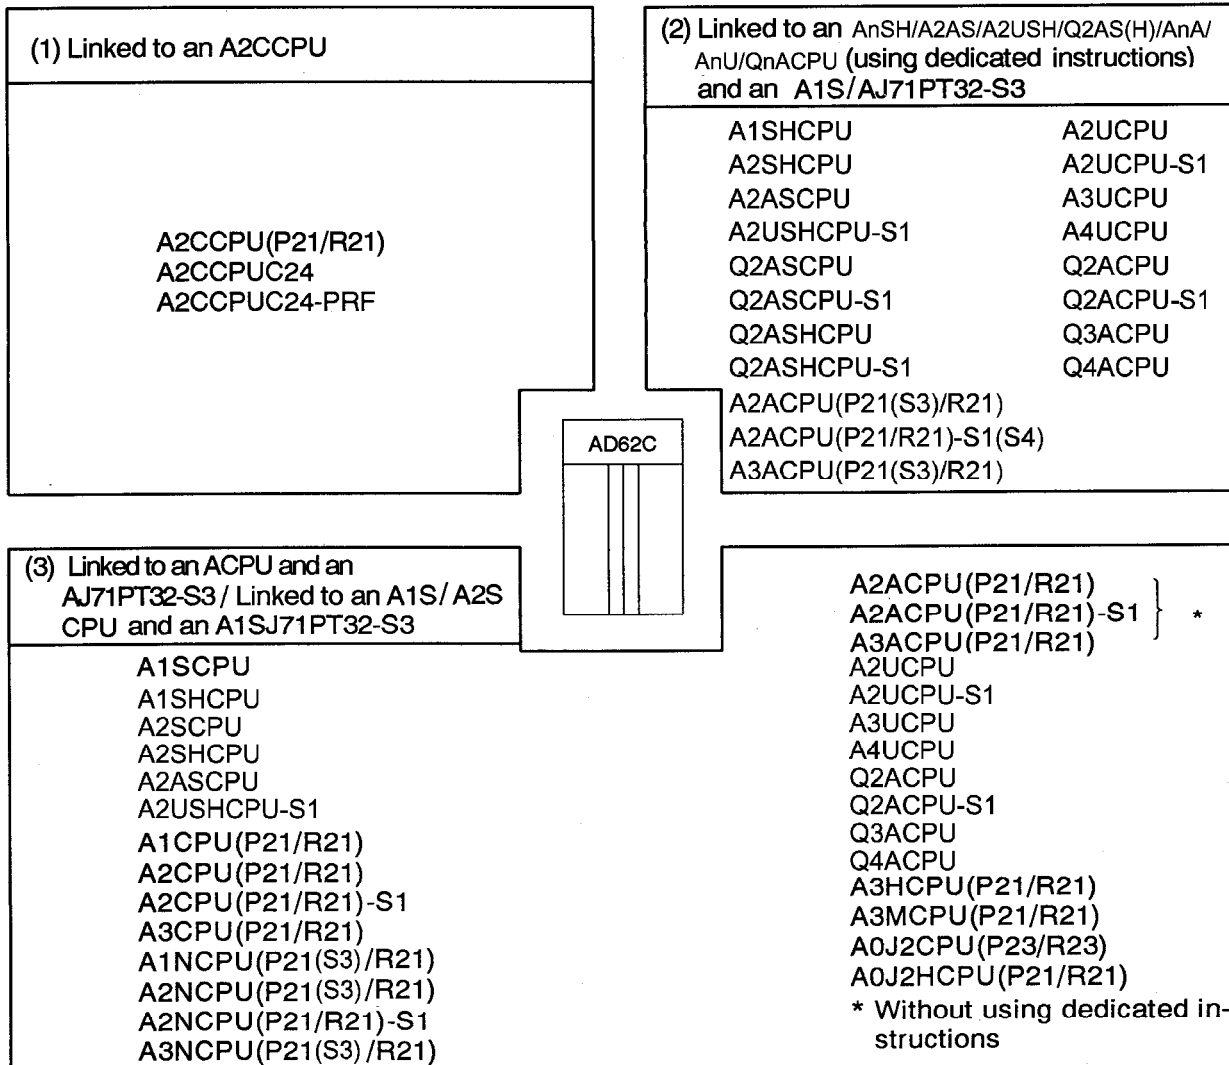 (1) Linked to an A2CCPU
A2CCPU(P21/R21)
A2CCPUC24
A2CCPUC24-PRF
(2) Linked to an AnSH/A2AS/A2USH/Q2AS(H)/AnA/
AnU/QnACPU (using dedicated instructions)
and an A1S/AJ71PT32-S3
A1SHCPU
A2SHCPU
A2ASCPU
A2USHCPU-S1
Q2ASCPU
Q2ASCPU-S1
Q2ASHCPU
Q2ASHCPU-S1
A2UCPU
A2UCPU-S1
A3UCPU
A4UCPU
Q2ACPU
Q2ACPU-S1
Q3ACPU
Q4ACPU
A2ACPU(P21(S3)/R21)
A2ACPU(P21/R21)-S1(S4)
A3ACPU(P21(S3)/R21)
AD62C
(3) Linked to an ACPU and an
AJ71PT32-S3/ Linked to an A1S/ A2S
CPU and an A1SJ71PT32-S3
A1SCPU
A1SHCPU
A2SCPU
A2SHCPU
A2ASCPU
A2USHCPU-S1
A1CPU(P21/R21)
A2CPU(P21/R21)
A2CPU(P21/R21)-S1
A3CPU(P21/R21)
A1NCPU(P21(S3)/R21)
A2NCPU(P21(S3)/R21)
A2NCPU(P21/R21)-S1
A3NCPU(P21(S3)/R21)
A2ACPU(P21/R21)
A2ACPU(P21/R21)-S1 *
A3ACPU(P21/R21)
A2UCPU
A2UCPU-S1
A3UCPU
A4UCPU
Q2ACPU
Q2ACPU-S1
Q3ACPU
Q4ACPU
A3HCPU(P21/R21)
A3MCPU(P21/R21)
A0J2CPU(P23/R23)
A0J2HCPU(P21/R21)
* Without using dedicated in-
structions